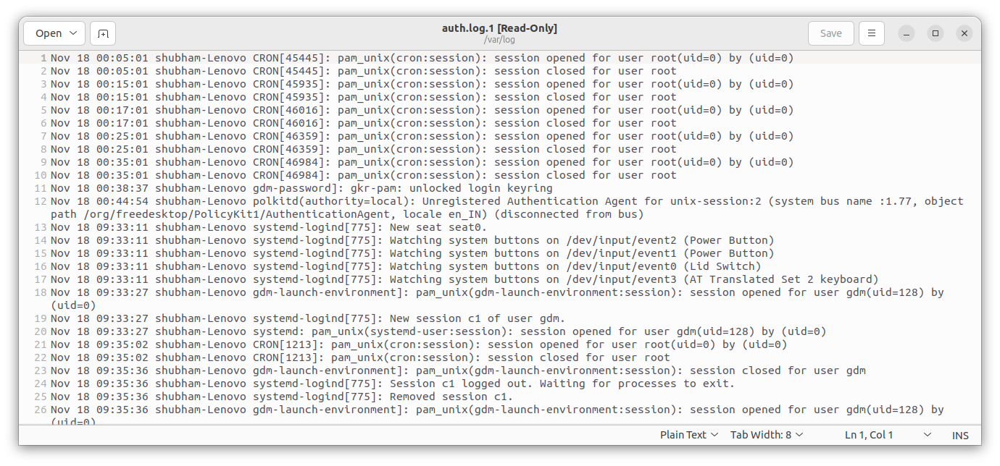 Open
auth.log.1 [Read-Only]
/var/log
Save
1 Nov 18 00:05:01 shubham-Lenovo CRON[45445]: pam_unix(cron:session): session opened for user root(uid=0) by (uid=0)
2 Nov 18 00:05:01 shubham-Lenovo CRON[45445]: pam_unix(cron:session): session closed for user root
3 Nov 18 00:15:01 shubham-Lenovo CRON[45935]: pam_unix(cron:session): session opened for user root(uid=0) by (uid=0)
4 Nov 18 00:15:01 shubham-Lenovo CRON[45935]: pam_unix(cron:session): session closed for user root
5 Nov 18 00:17:01 shubham-Lenovo CRON[46016]: pam_unix(cron:session): session opened for user root(uid=0) by (uid=0)
6 Nov 18 00:17:01 shubham-Lenovo CRON[46016]: pam_unix(cron:session): session closed for user root
7 Nov 18 00:25:01 shubham-Lenovo CRON[46359]: pam_unix(cron:session): session opened for user root(uid=0) by (uid=0)
8 Nov 18 00:25:01 shubham-Lenovo CRON[46359]: pam_unix(cron:session): session closed for user root
9 Nov 18 00:35:01 shubham-Lenovo CRON[46984]: pam_unix(cron:session): session opened for user root(uid=0) by (uid=0)
10 Nov 18 00:35:01 shubham-Lenovo CRON[46984]: pam_unix(cron:session): session closed for user root
11 Nov 18 00:38:37 shubham-Lenovo gdm-password]: gkr-pam: unlocked login keyring
12 Nov 18 00:44:54 shubham-Lenovo polkitd(authority=local): Unregistered Authentication Agent for unix-session:2 (system bus name :1.77, object
path /org/freedesktop/PolicyKit1/AuthenticationAgent, locale en_IN) (disconnected from bus)
13 Nov 18 09:33:11 shubham-Lenovo systemd-logind[775]: New seat seat0.
14 Nov 18 09:33:11 shubham-Lenovo systemd-logind[775]: Watching system buttons on /dev/input/event2 (Power Button)
15 Nov 18 09:33:11 shubham-Lenovo systemd-logind[775]: Watching system buttons on /dev/input/event1 (Power Button)
16 Nov 18 09:33:11 shubham-Lenovo systemd-logind[775]: Watching system buttons on /dev/input/event0 (Lid Switch)
17 Nov 18 09:33:11 shubham-Lenovo systemd-logind[775]: Watching system buttons on /dev/input/event3 (AT Translated Set 2 keyboard)
18 Nov 18 09:33:27 shubham-Lenovo gdm-launch-environment]: pam_unix(gdm-launch-environment:session): session opened for user gdm(uid=128) by
(uid=0)
19 Nov 18 09:33:27 shubham-Lenovo systemd-logind[775]: New session c1 of user gdm.
20 Nov 18 09:33:27 shubham-Lenovo systemd: pam_unix(systemd-user:session): session opened for user gdm(uid=128) by (uid=0)
21 Nov 18 09:35:02 shubham-Lenovo CRON[1213]: pam_unix(cron:session): session opened for user root(uid=0) by (uid=0)
22 Nov 18 09:35:02 shubham-Lenovo CRON[1213]: pam_unix(cron:session): session closed for user root
23 Nov 18 09:35:36 shubham-Lenovo gdm-launch-environment]: pam_unix(gdm-launch-environment:session): session closed for user gdm
24 Nov 18 09:35:36 shubham-Lenovo systemd-logind[775]: Session c1 logged out. Waiting for processes to exit.
25 Nov 18 09:35:36 shubham-Lenovo systemd-logind[775]: Removed session c1.
26 Nov 18 09:35:36 shubham-Lenovo gdm-launch-environment]: pam_unix(gdm-launch-environment:session): session opened for user gdm(uid=128) by
(uid=0)
Plain Text
Tab Width: 8
Ln 1, Col 1
INS